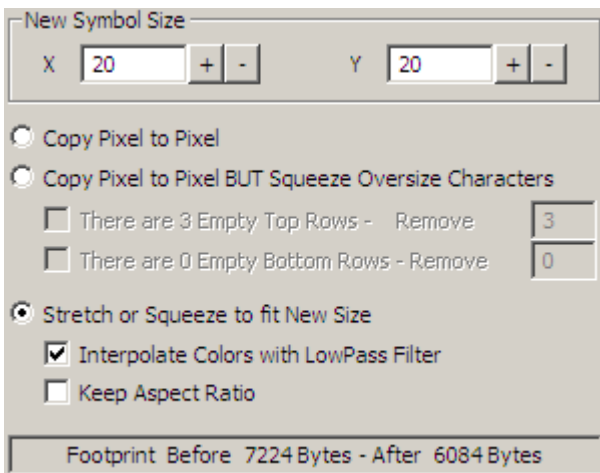 New Symbol Size
X 20 + - Y 20 + -
Copy Pixel to Pixel
Copy Pixel to Pixel BUT Squeeze Oversize Characters
There are 3 Empty Top Rows - Remove 3
There are 0 Empty Bottom Rows - Remove 0
Stretch or Squeeze to fit New Size
Interpolate Colors with LowPass Filter
Keep Aspect Ratio
Footprint Before 7224 Bytes - After 6084 Bytes